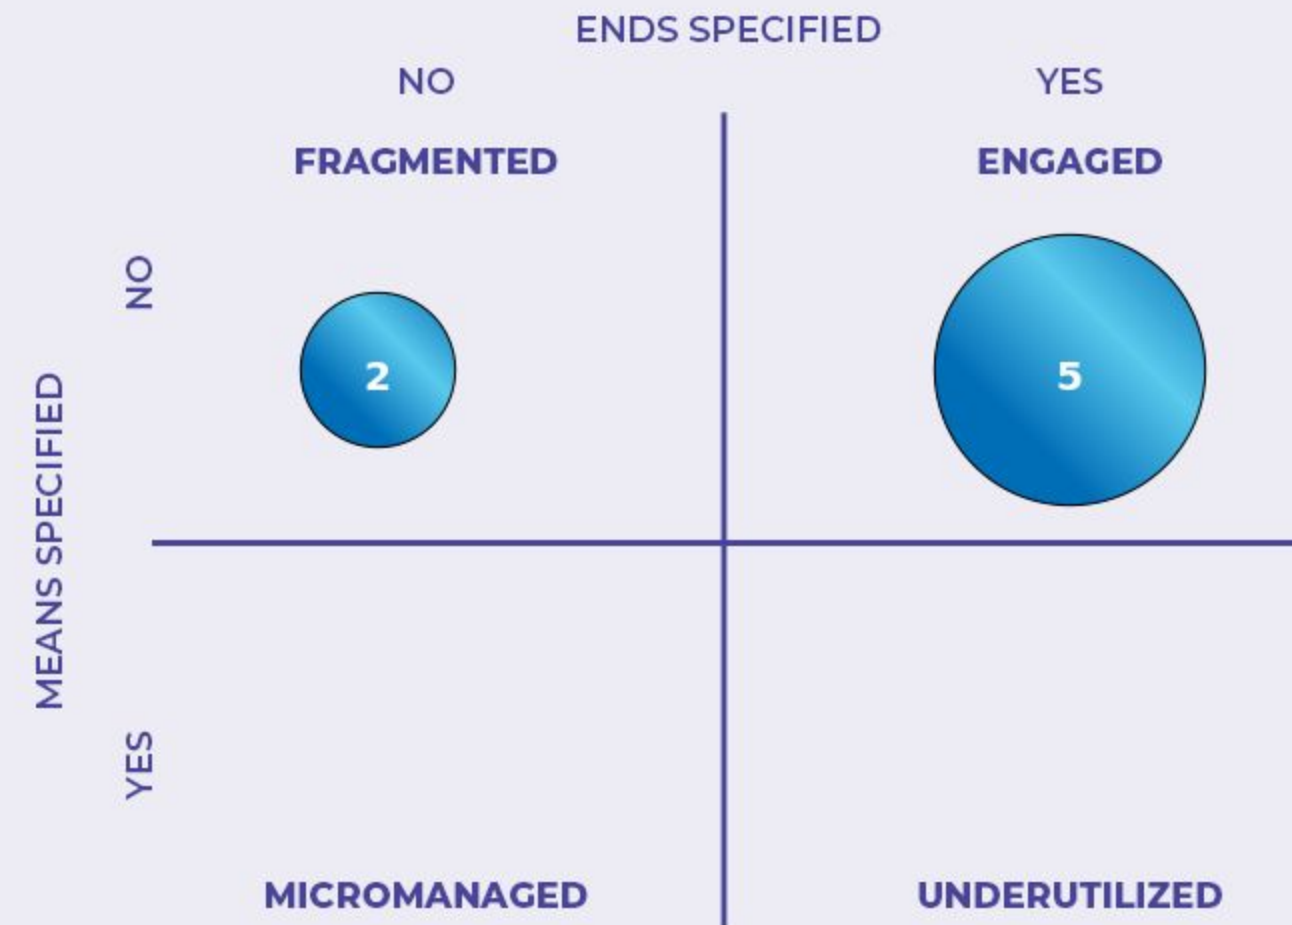 ENDS SPECIFIED
NO
YES
FRAGMENTED
ENGAGED
NO
2
5
MEANS SPECIFIED
YES
MICROMANAGED
UNDERUTILIZED